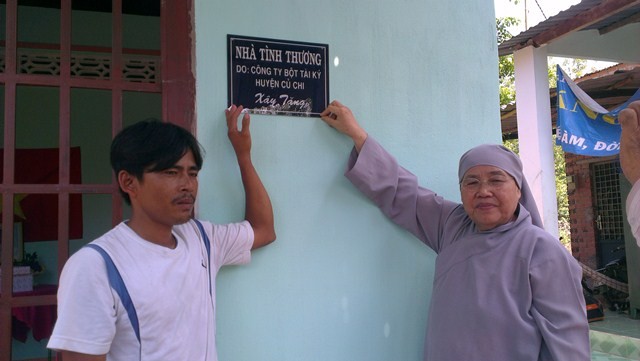 NHÀ TÌNH THƯƠNG
DO: CÔNG TY BỘT TÀI KÝ
HUYỆN CỦ CHI
Xây Tặng